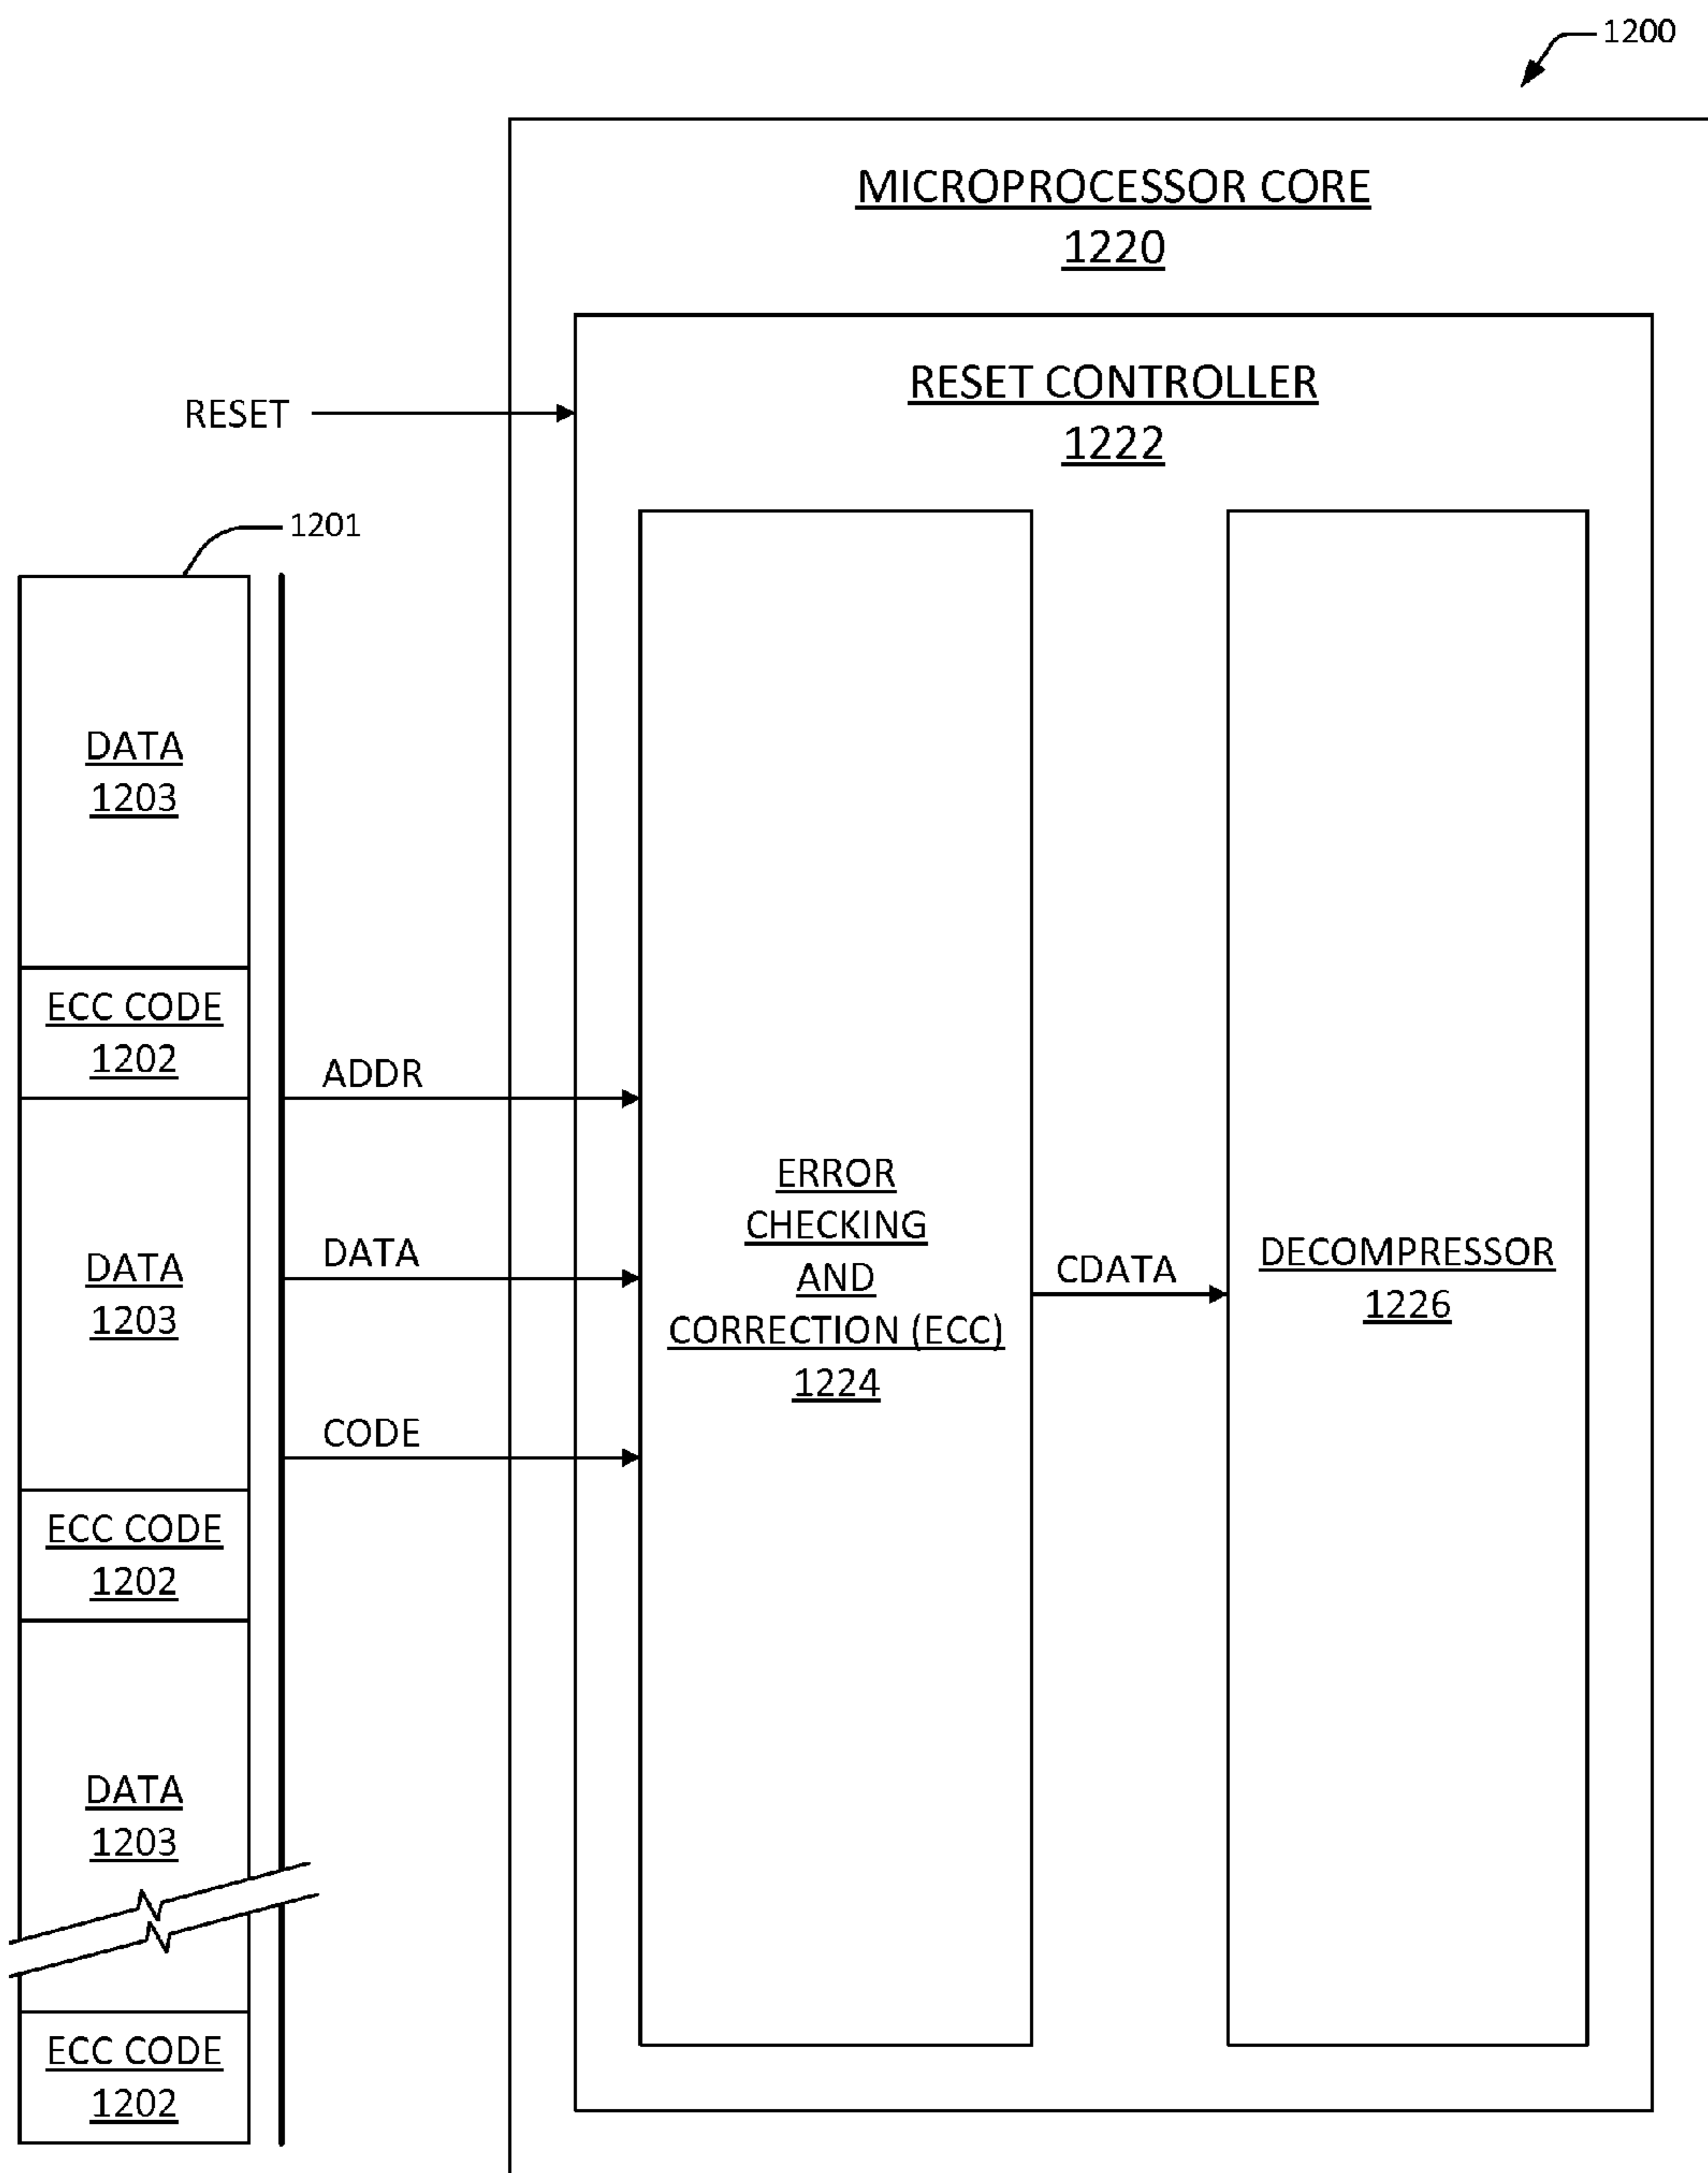 1200
MICROPROCESSOR CORE
1220
RESET CONTROLLER
1222
RESET
1201
DATA
1203
ECC CODE
1202
ADDR
DATA
1203
DATA
CODE
ERROR
CHECKING
AND
CORRECTION (ECC)
1224
CDATA
DECOMPRESSOR
1226
ECC CODE
1202
DATA
1203
ECC CODE
1202